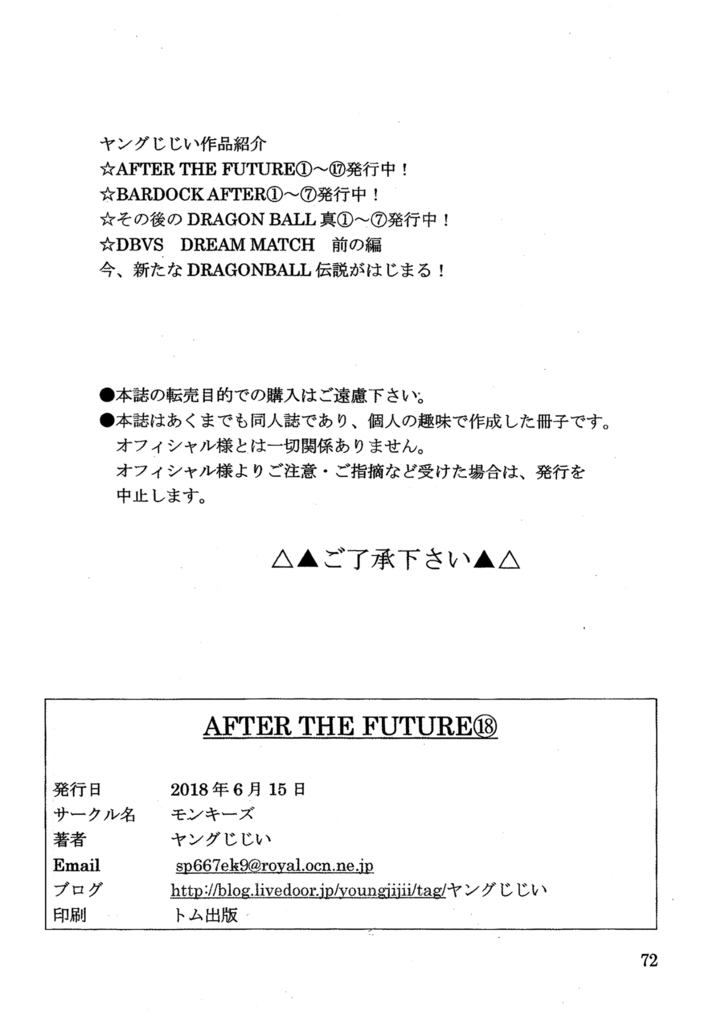 ヤングじじい作品紹介
☆AFTER THE FUTURE①～⑰発行中！
☆BARDOCK AFTER①～⑦発行中！
☆その後の DRAGON BALL 真①～⑦発行中！
☆DBVS　DREAM MATCH　前の編
今、新たな DRAGONBALL 伝説がはじまる！
●本誌の転売目的での購入はご遠慮下さい。
●本誌はあくまでも同人誌であり、個人の趣味で作成した冊子です。
オフィシャル様とは一切関係ありません。
オフィシャル様よりご注意・ご指摘など受けた場合は、発行を
中止します。
△▲ご了承下さい▲△
AFTER THE FUTURE⑱
発行日　2018 年 6 月 15 日
サークル名　モンキーズ
著者　ヤングじじい
Email　sp667ek9@royal.ocn.ne.jp
ブログ　http://blog.livedoor.jp/youngjijii/tag/ヤングじじい
印刷　トム出版
72